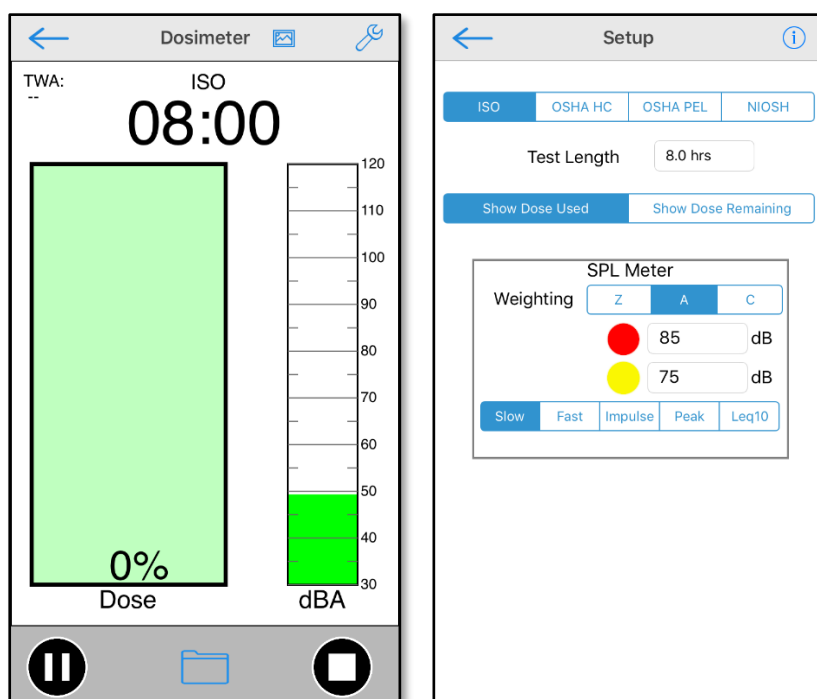 Dosimeter
TWA:
--
ISO
08:00
120
110
100
90
80
70
60
50
40
30
0%
Dose
dBA
Setup
ISO OSHA HC OSHA PEL NIOSH
Test Length 8.0 hrs
Show Dose Used Show Dose Remaining
SPL Meter
Weighting Z A C
85 dB
75 dB
Slow Fast Impulse Peak Leq10